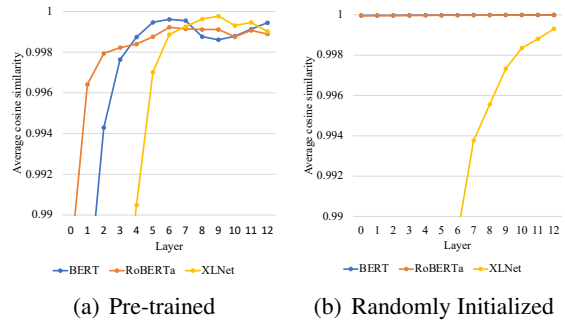 1
0.998
0.996
0.994
0.992
0.99
Average cosine similarity
0 1 2 3 4 5 6 7 8 9 10 11 12
Layer
BERT RoBERTa XLNet
(a) Pre-trained
1
0.998
0.996
0.994
0.992
0.99
Average cosine similarity
0 1 2 3 4 5 6 7 8 9 10 11 12
Layer
BERT RoBERTa XLNet
(b) Randomly Initialized